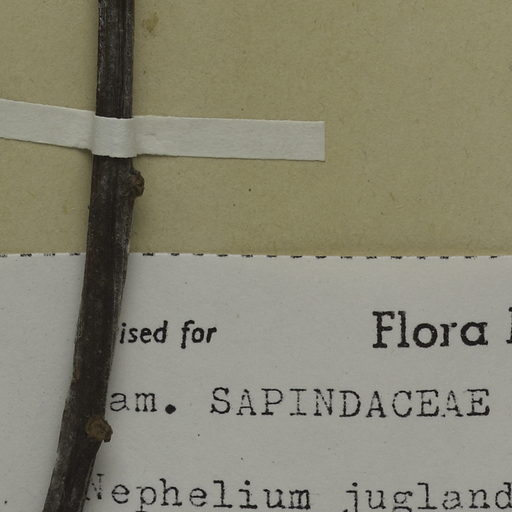 ised for Flora
am. SAPINDACEAE
Nephelium jugland